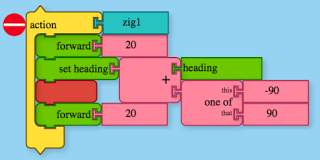 action zig1
forward 20
set heading + heading
this -90
one of
that 90
forward 20